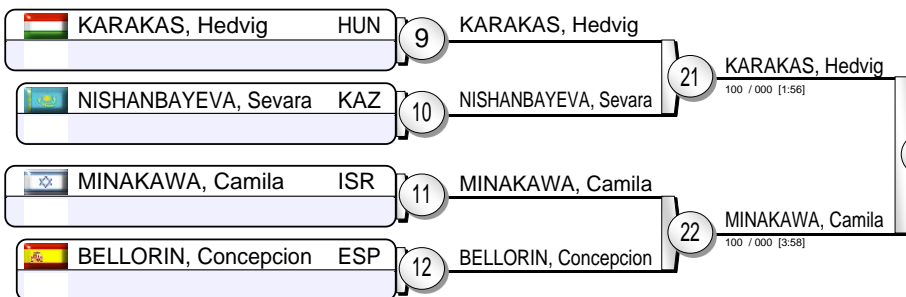 KARAKAS, Hedvig HUN
9
KARAKAS, Hedvig
21
KARAKAS, Hedvig
100 / 000 [1:56]
NISHANBAYEVA, Sevara KAZ
10
NISHANBAYEVA, Sevara
MINAKAWA, Camila ISR
11
MINAKAWA, Camila
22
MINAKAWA, Camila
100 / 000 [3:58]
BELLORIN, Concepcion ESP
12
BELLORIN, Concepcion